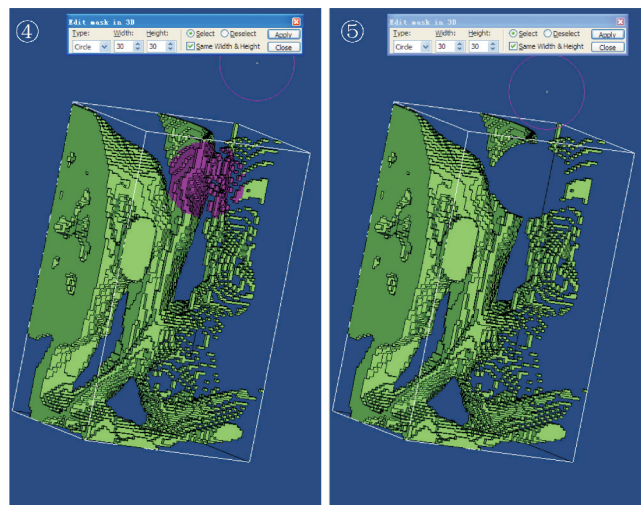 ④
Edit mask in 3D
Type: Width: Height: Select Deselect Apply
Circle 30 30 Same Width & Height Close
⑤
Edit mask in 3D
Type: Width: Height: Select Deselect Apply
Circle 30 30 Same Width & Height Close